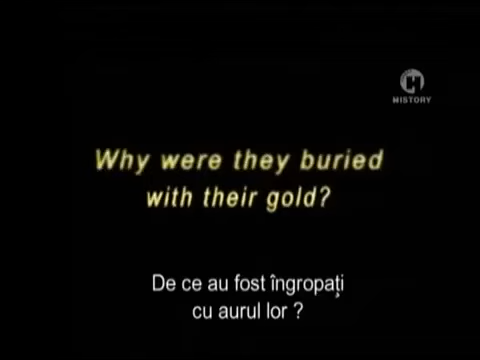 HISTORY
Why were they buried
with their gold?
De ce au fost îngropați
cu aurul lor ?